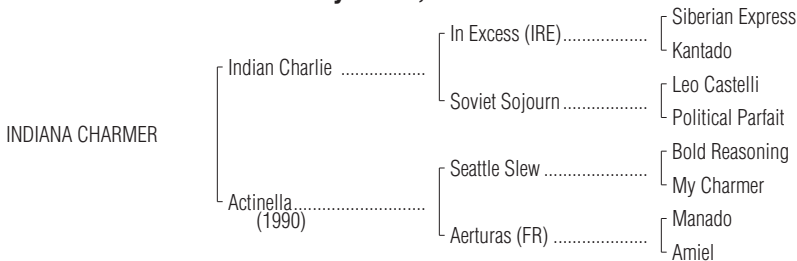 Siberian Express
In Excess (IRE)
Kantado
Indian Charlie
Leo Castelli
Soviet Sojourn
Political Parfait
INDIANA CHARMER
Bold Reasoning
Seattle Slew
My Charmer
Actinella
(1990)
Manado
Aerturas (FR)
Amiel